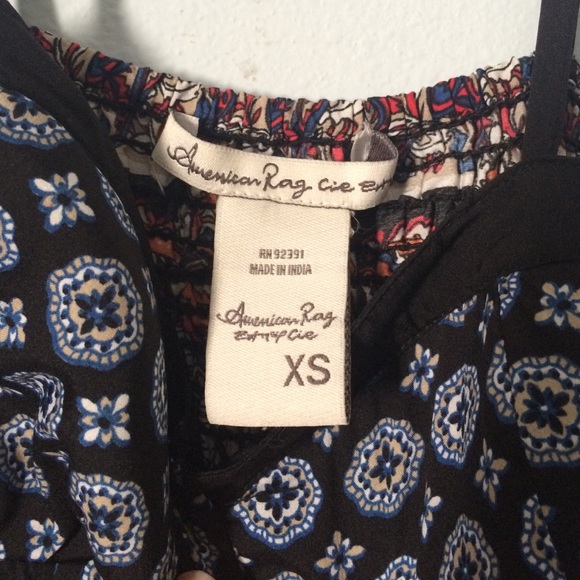 American Rag Cie
RN 92391
MADE IN INDIA
American Rag
Cie
XS